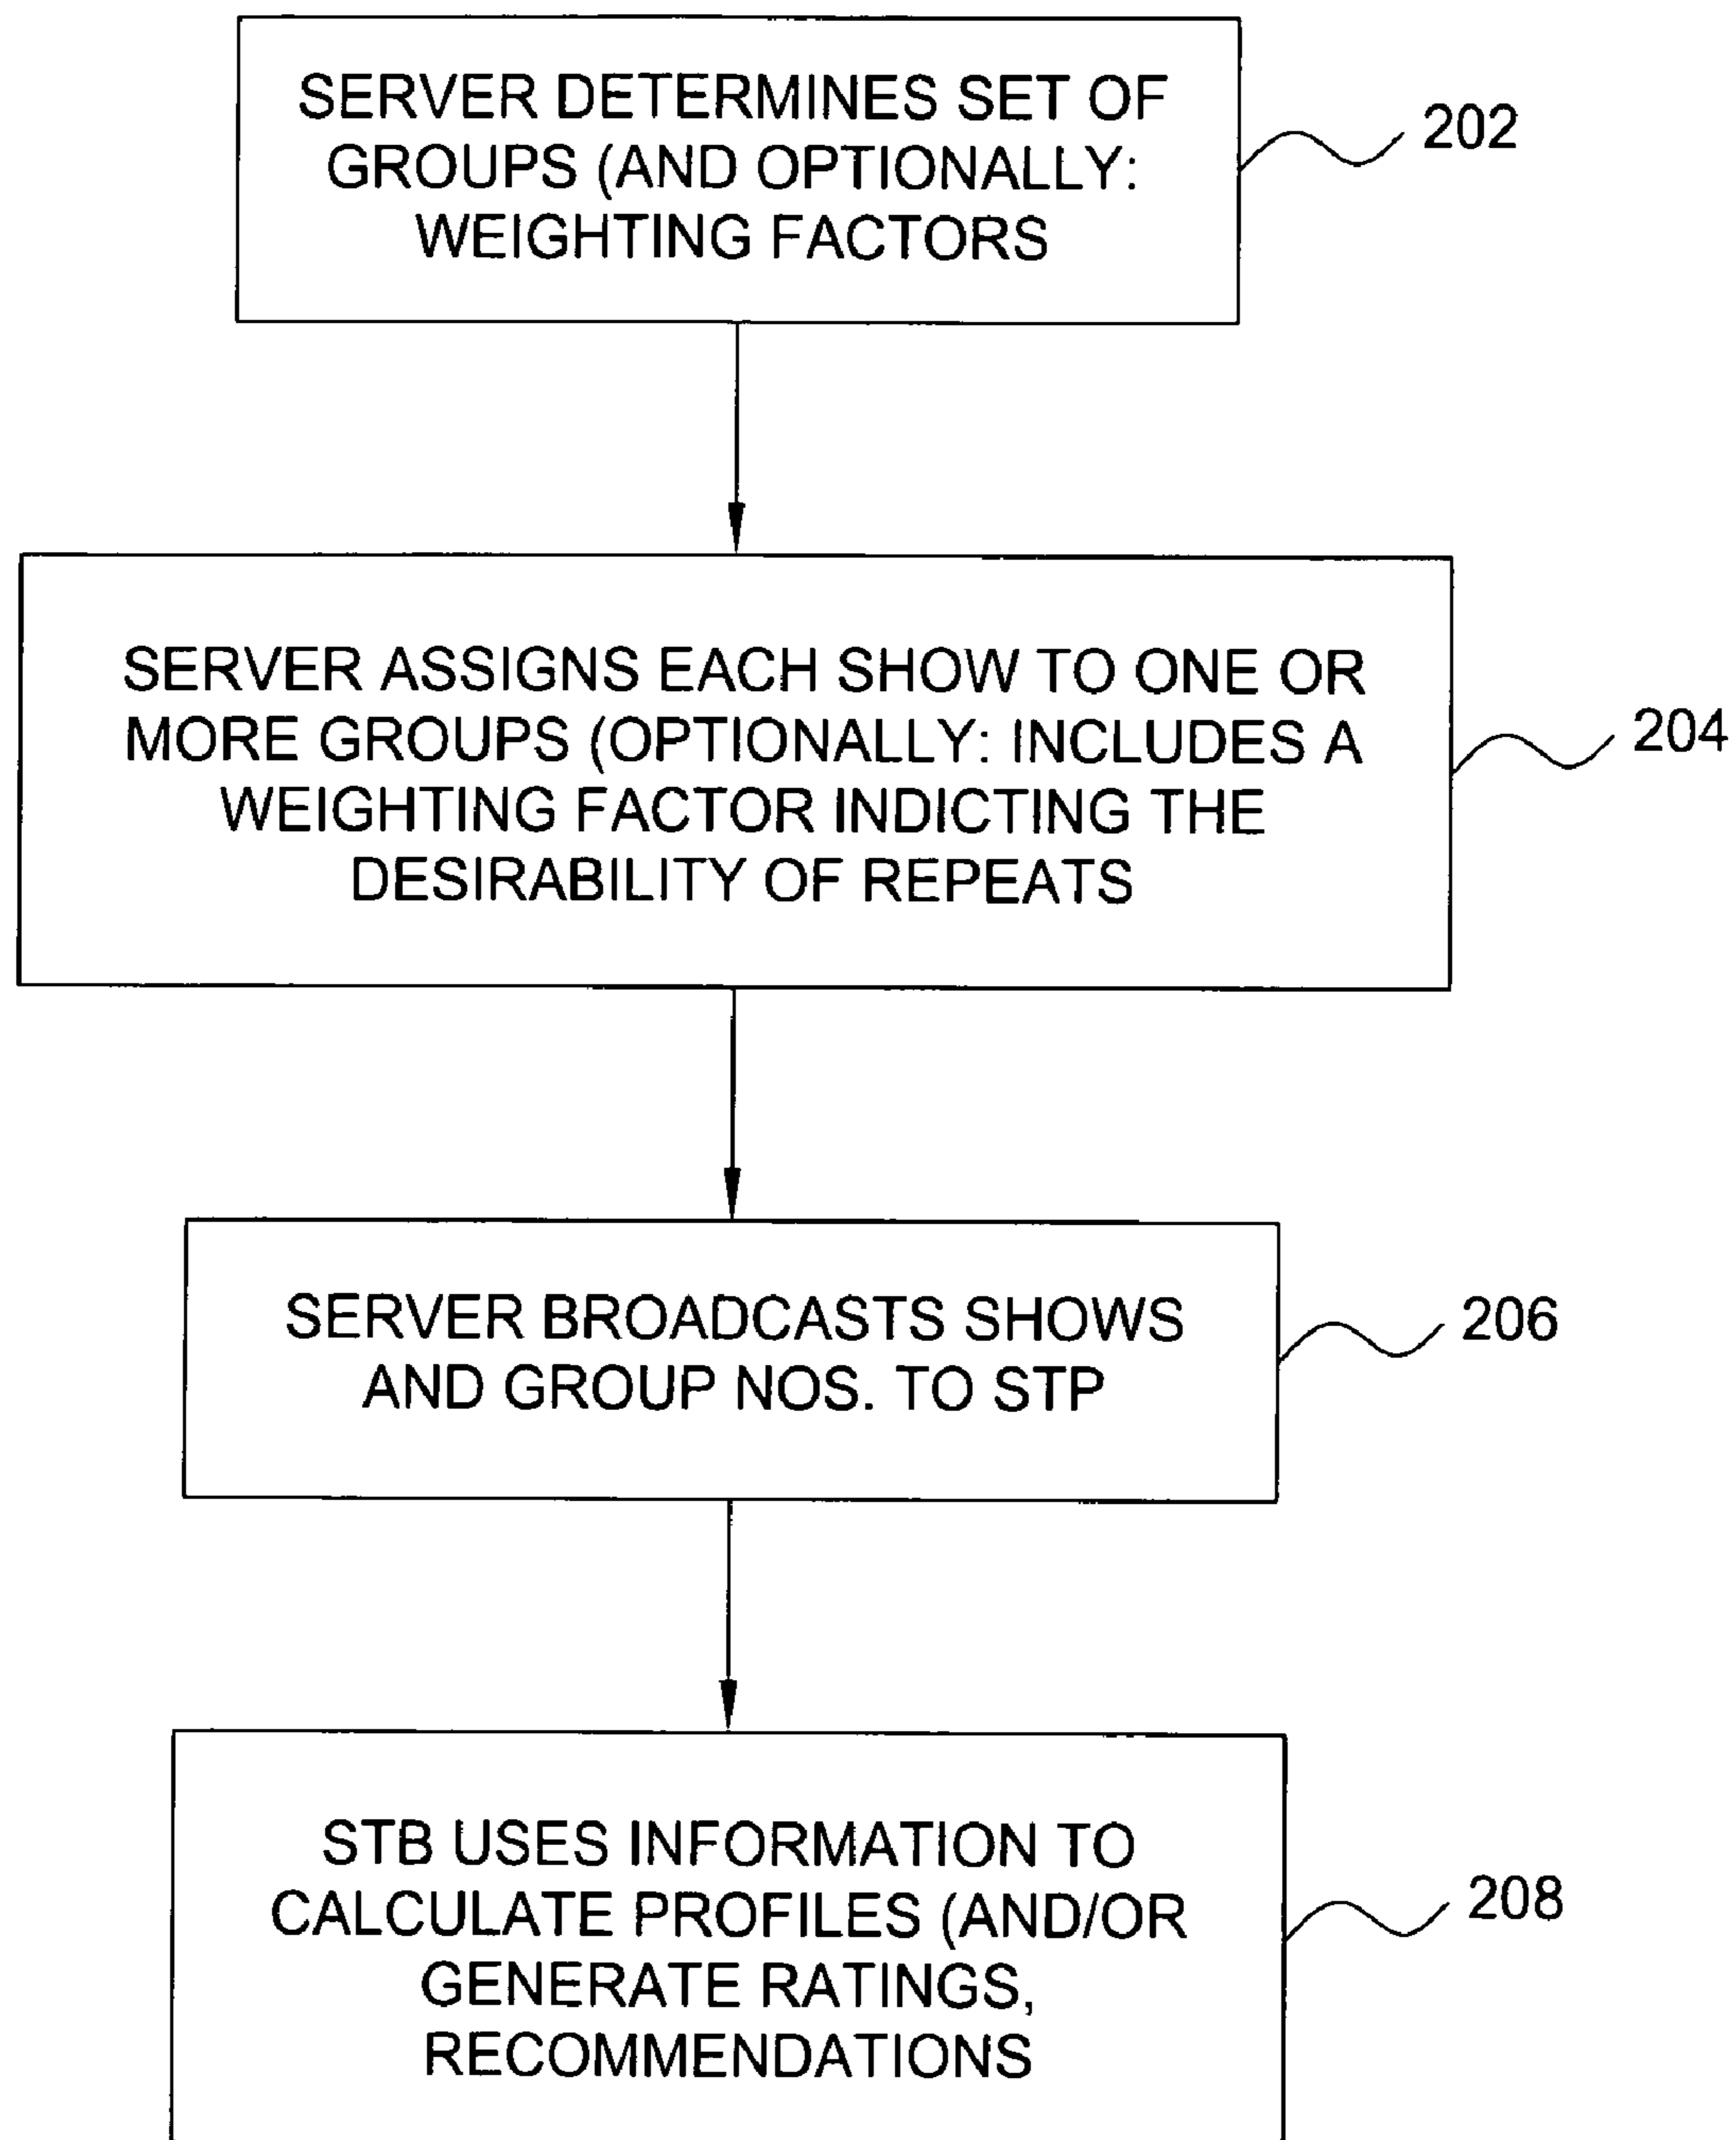 SERVER DETERMINES SET OF
GROUPS (AND OPTIONALLY:
WEIGHTING FACTORS
202
SERVER ASSIGNS EACH SHOW TO ONE OR
MORE GROUPS (OPTIONALLY: INCLUDES A
WEIGHTING FACTOR INDICTING THE
DESIRABILITY OF REPEATS
204
SERVER BROADCASTS SHOWS
AND GROUP NOS. TO STP
206
STB USES INFORMATION TO
CALCULATE PROFILES (AND/OR
GENERATE RATINGS,
RECOMMENDATIONS
208